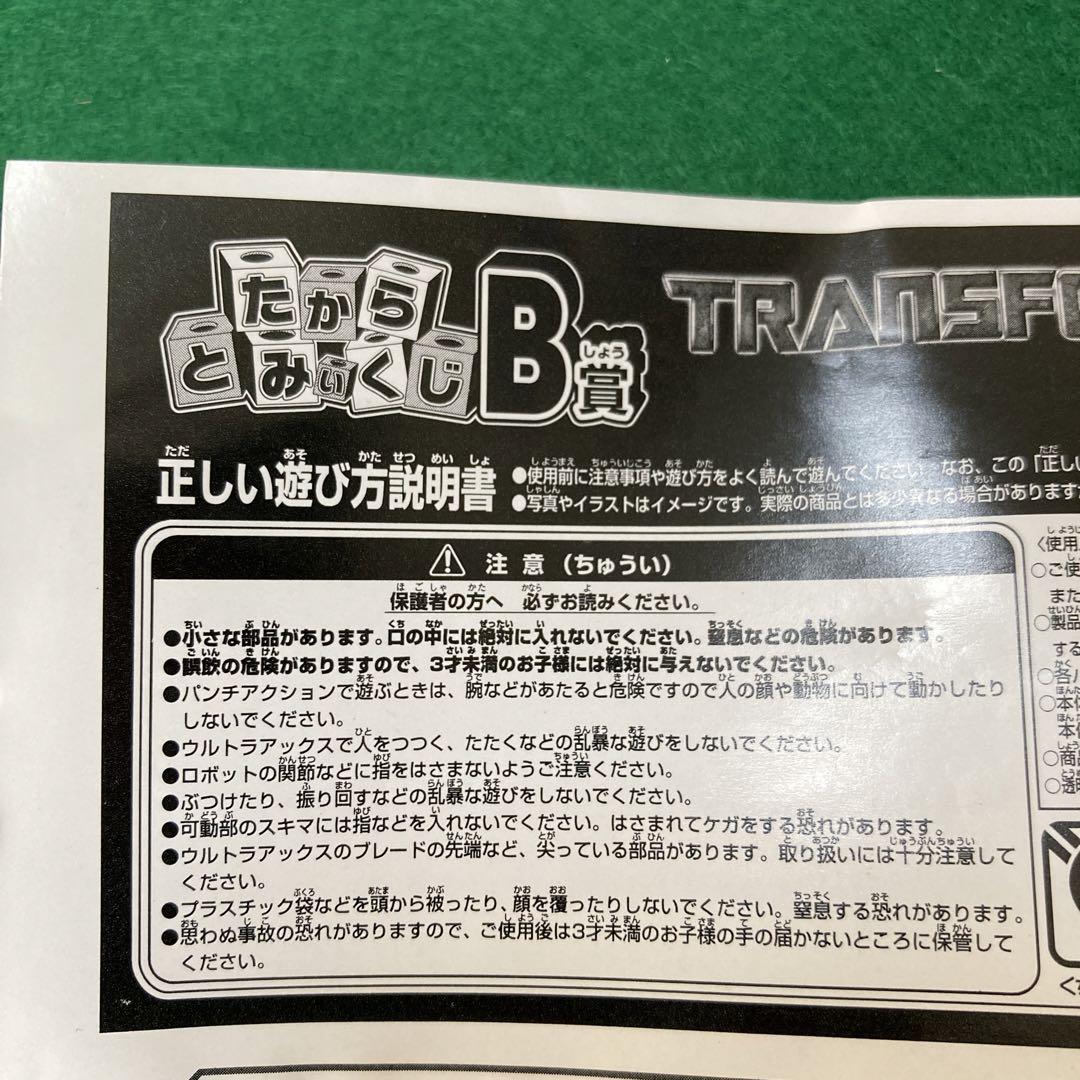 たから
とみぃくじ
B賞
TRANSF
正しい遊び方説明書
●使用前に注意事項や遊び方をよく読んで遊んでください なお、この「正しい
●写真やイラストはイメージです。実際の商品とは多少異なる場合があります
⚠ 注意（ちゅうい）
保護者の方へ 必ずお読みください。
●小さな部品があります。口の中には絶対に入れないでください。窒息などの危険があります。
●誤飲の危険がありますので、3才未満のお子様には絶対に与えないでください。
●パンチアクションで遊ぶときは、腕などがあたると危険ですので人の顔や動物に向けて動かしたり
しないでください。
●ウルトラアックスで人をつつく、たたくなどの乱暴な遊びをしないでください。
●ロボットの関節などに指をはさまないようご注意ください。
●ぶつけたり、振り回すなどの乱暴な遊びをしないでください。
●可動部のスキマには指などを入れないでください。はさまれてケガをする恐れがあります。
●ウルトラアックスのブレードの先端など、尖っている部品があります。取り扱いには十分注意して
ください。
●プラスチック袋などを頭から被ったり、顔を覆ったりしないでください。窒息する恐れがあります。
●思わぬ事故の恐れがありますので、ご使用後は3才未満のお子様の手の届かないところに保管して
ください。
〈使用
○ご使
また
○製品
する
○各パ
○本体
本体
○商品
○透明